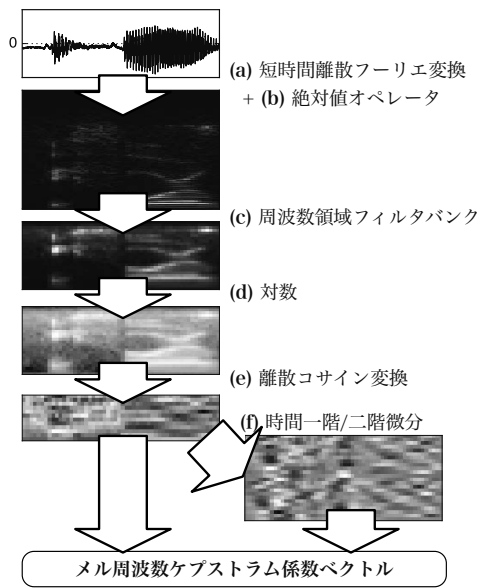 0
(a) 短時間離散フーリエ変換
+ (b) 絶対値オペレータ
(c) 周波数領域フィルタバンク
(d) 対数
(e) 離散コサイン変換
(f) 時間一階/二階微分
メル周波数ケプストラム係数ベクトル